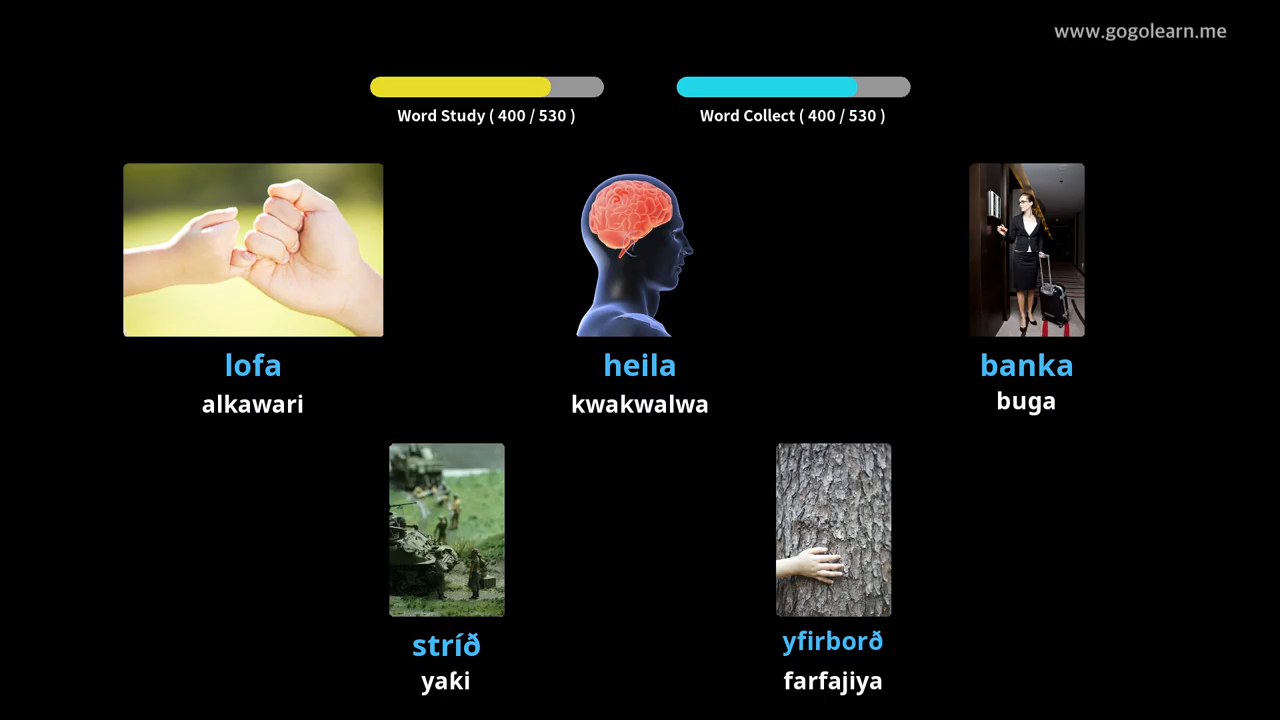 www.gogolearn.me
Word Study ( 400 / 530 )
Word Collect ( 400 / 530 )
lofa
alkawari
heila
kwakwalwa
banka
buga
stríð
yaƙi
yfirborð
farfajiya